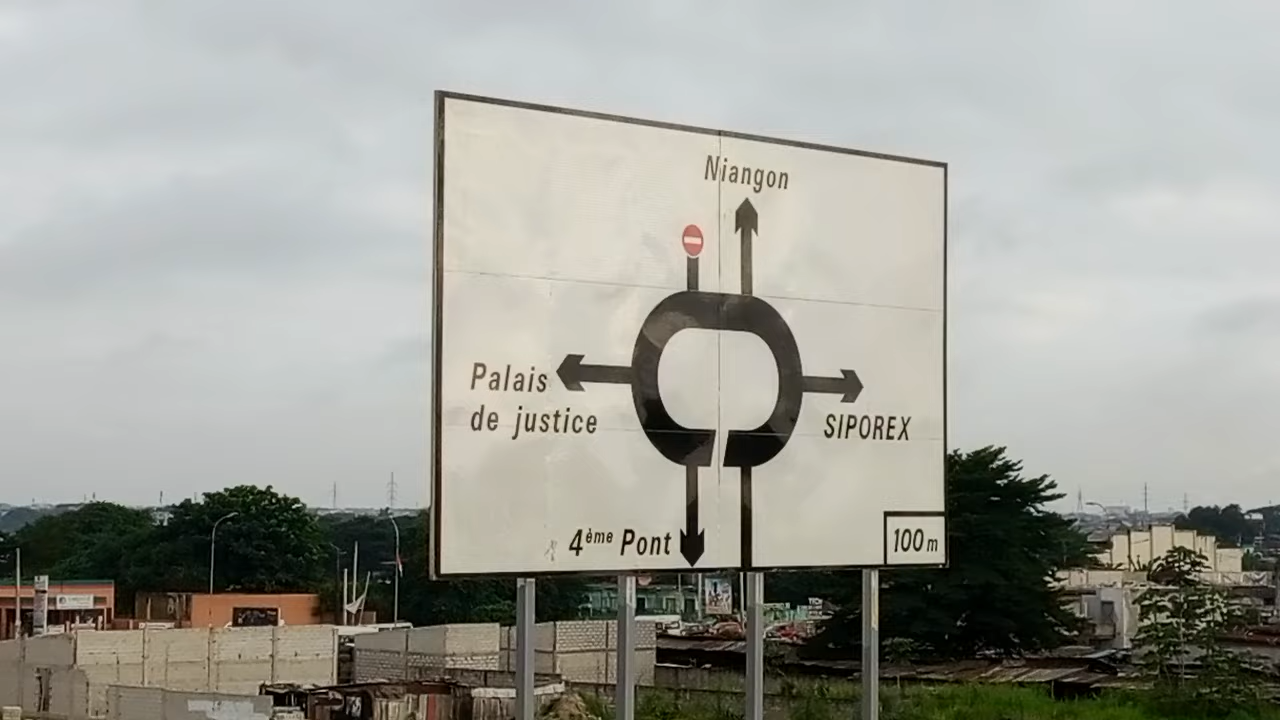 Niangon
Palais
de justice
SIPOREX
4ème Pont
100 m